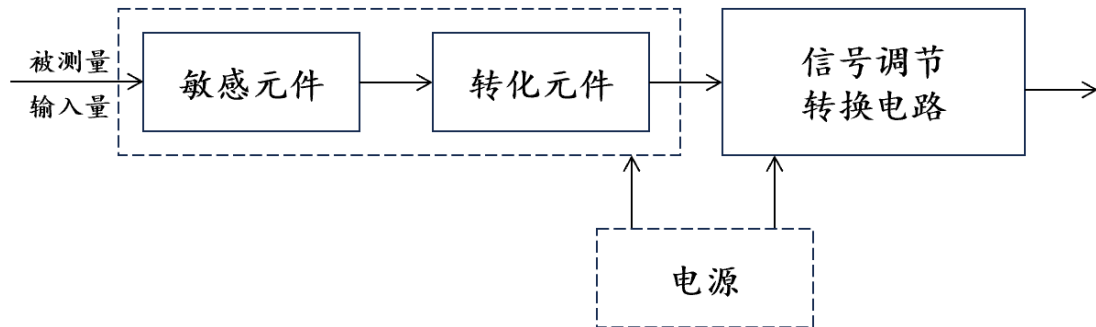 被测量
输入量
敏感元件
转化元件
信号调节
转换电路
电源